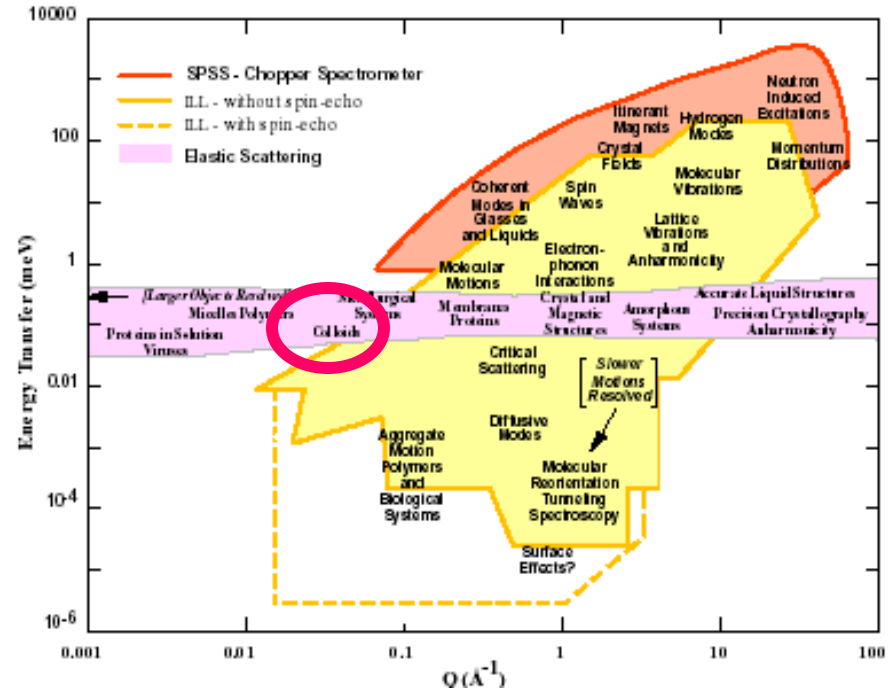 10000
100
1
0.01
10-4
10-6
Energy Transfer (meV)
SPSS - Chopper Spectrometer
ILL - without spin-echo
ILL - with spin-echo
Elastic Scattering
Neutron
Induced
Excitations
Itinerant
Magnets
Hydrogen
Modes
Crystal
Fields
Momentum
Distributions
Molecular
Vibrations
Coherent
Modes in
Glasses
and Liquids
Spin
Waves
Lattice
Vibrations
and
Anharmonicity
Electron-
phonon
Interactions
Molecular
Motions
[Larger Objects Resolved]
Micelles Polymers
Proteins in Solution
Viruses
Metallurgical
Systems
Colloids
Membranes
Proteins
Crystal and
Magnetic
Structures
Amorphous
Systems
Accurate Liquid Structures
Precision Crystallography
Anharmonicity
Critical
Scattering
[Slower
Motions
Resolved]
Diffusive
Modes
Aggregate
Motion
Polymers
and
Biological
Systems
Molecular
Reorientation
Tunneling
Spectroscopy
Surface
Effects?
0.001
0.01
0.1
1
10
100
Q (Å-1)